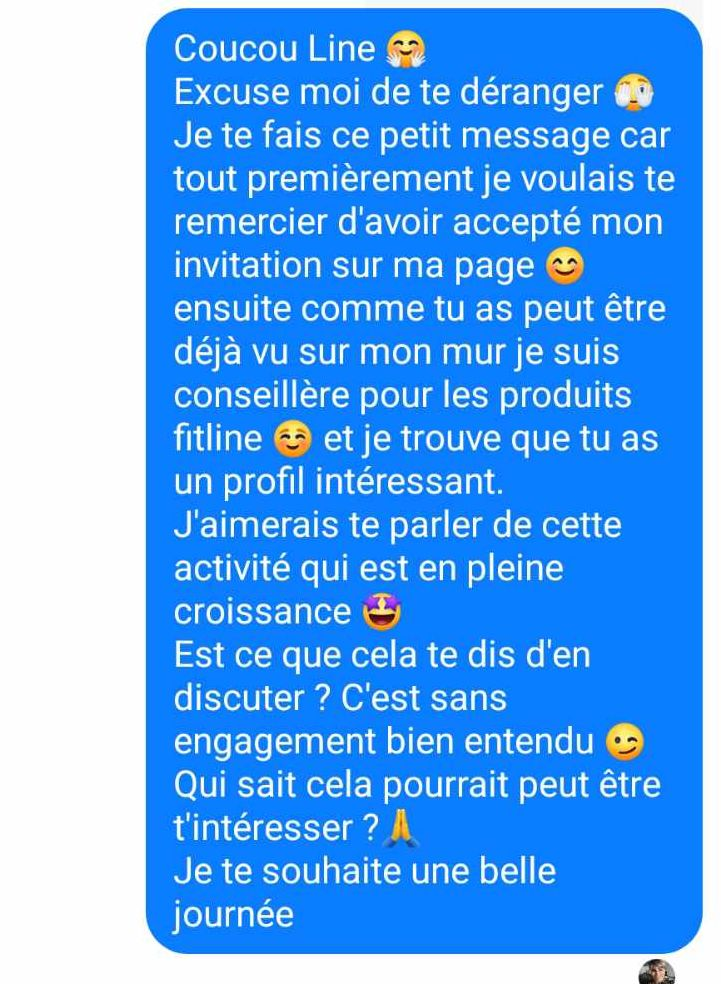 Coucou Line 🤗
Excuse moi de te déranger 🫣
Je te fais ce petit message car
tout premièrement je voulais te
remercier d'avoir accepté mon
invitation sur ma page 😊
ensuite comme tu as peut être
déjà vu sur mon mur je suis
conseillère pour les produits
fitline ☺️ et je trouve que tu as
un profil intéressant.
J'aimerais te parler de cette
activité qui est en pleine
croissance 🤩
Est ce que cela te dis d'en
discuter ? C'est sans
engagement bien entendu 😉
Qui sait cela pourrait peut être
t'intéresser ?🙏
Je te souhaite une belle
journée